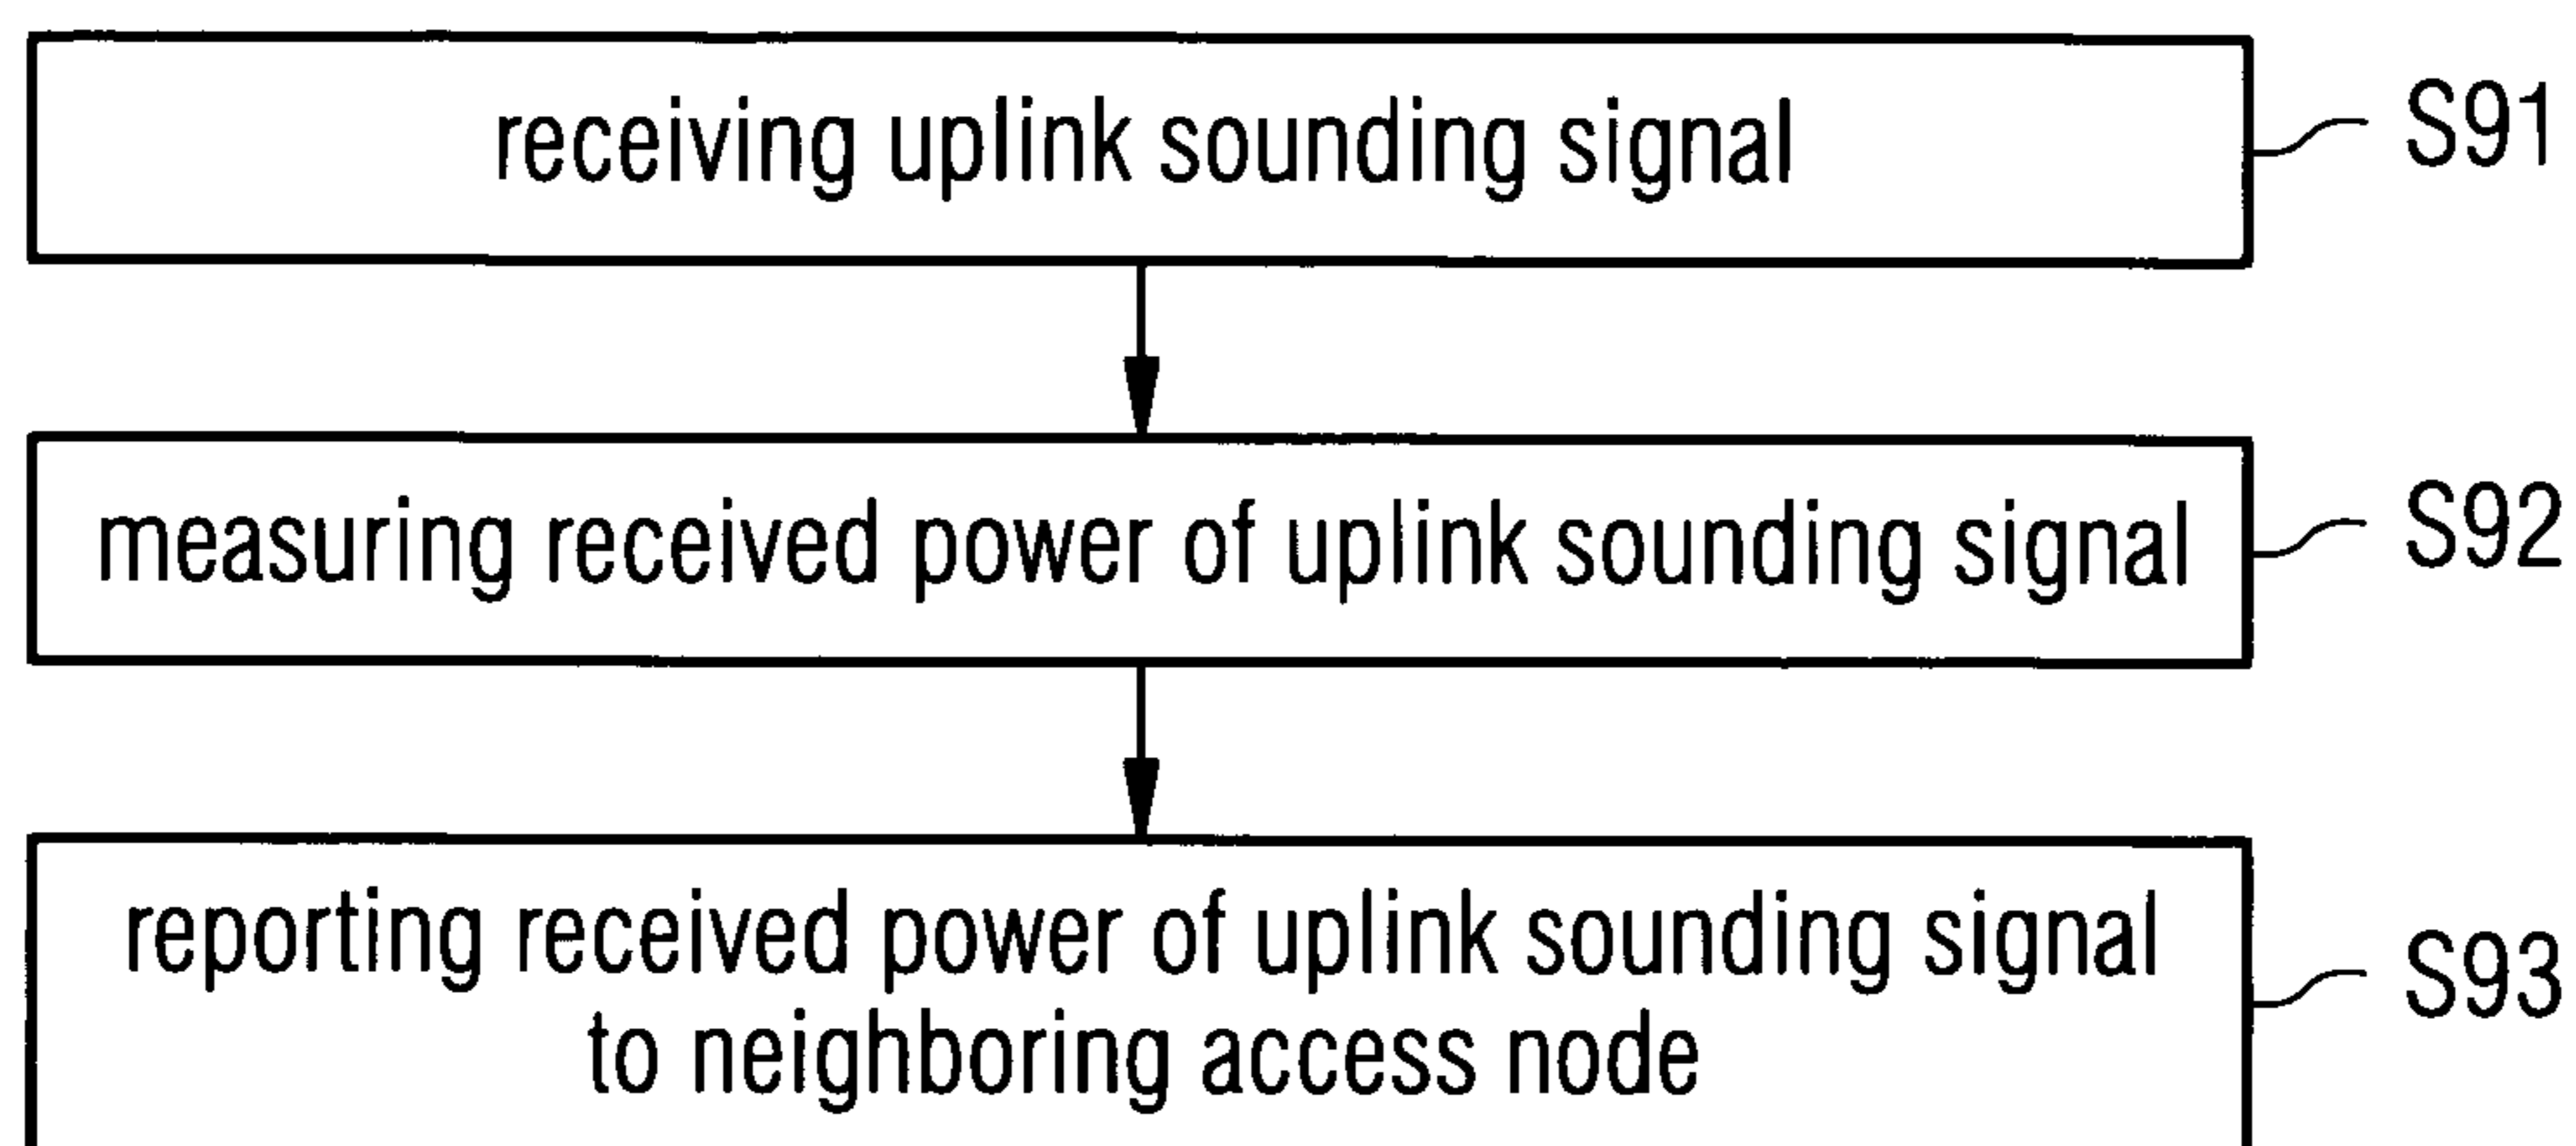 receiving uplink sounding signal
S91
measuring received power of uplink sounding signal
S92
reporting received power of uplink sounding signal
to neighboring access node
S93